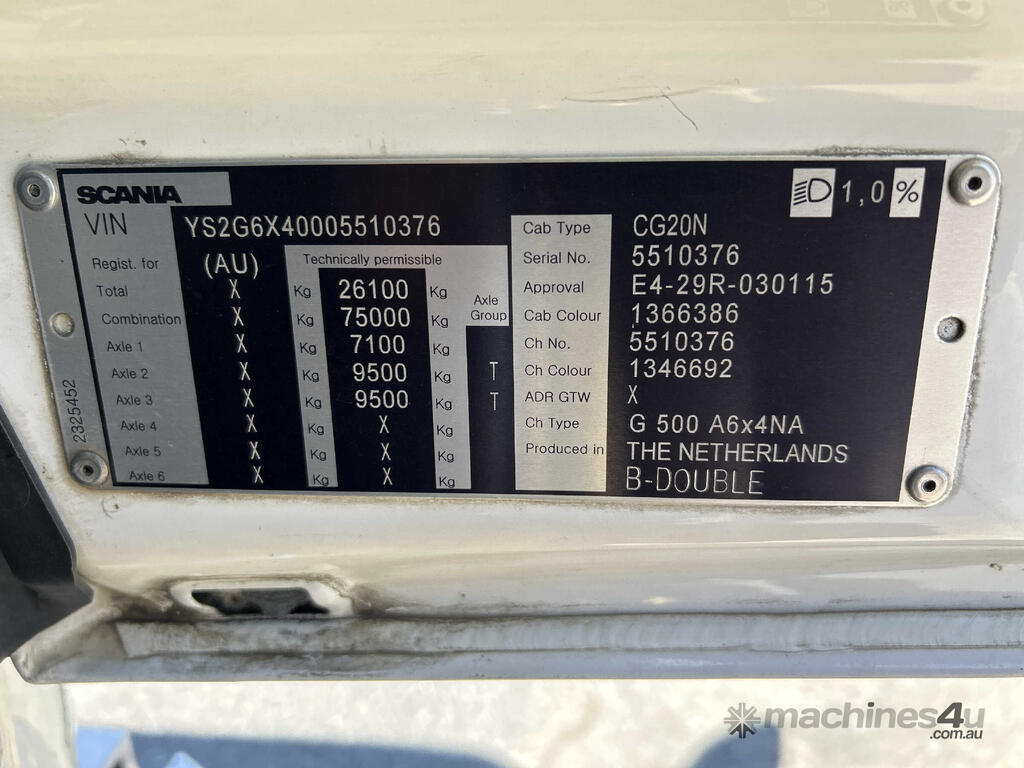 SCANIA
1,0 %
VIN YS2G6X40005510376
Regist. for (AU) Technically permissible
Total X Kg 26100 Kg Axle Group
Combination X Kg 75000 Kg
Axle 1 X Kg 7100 Kg
Axle 2 X Kg 9500 Kg T
Axle 3 X Kg 9500 Kg T
Axle 4 X Kg X Kg
Axle 5 X Kg X Kg
Axle 6 X Kg X Kg
2325452
Cab Type CG20N
Serial No. 5510376
Approval E4-29R-030115
Cab Colour 1366386
Ch No. 5510376
Ch Colour 1346692
ADR GTW X
Ch Type G 500 A6x4NA
Produced in THE NETHERLANDS
B-DOUBLE
machines4u
.com.au